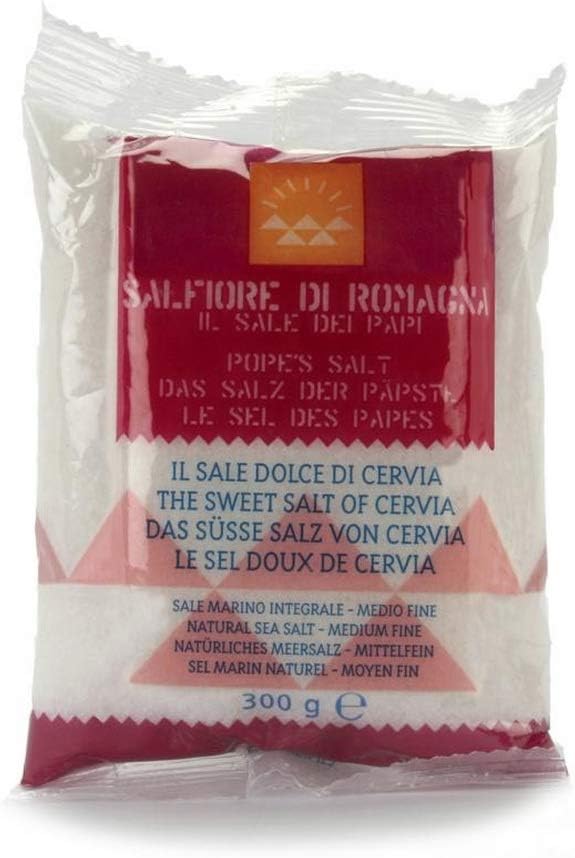 SALFIORE DI ROMAGNA
IL SALE DEI PAPI
POPE'S SALT
DAS SALZ DER PÄPSTE
LE SEL DES PAPES
IL SALE DOLCE DI CERVIA
THE SWEET SALT OF CERVIA
DAS SÜSSE SALZ VON CERVIA
LE SEL DOUX DE CERVIA
SALE MARINO INTEGRALE - MEDIO FINE
NATURAL SEA SALT - MEDIUM FINE
NATÜRLICHES MEERSALZ - MITTELFEIN
SEL MARIN NATUREL - MOYEN FIN
300 g ℮